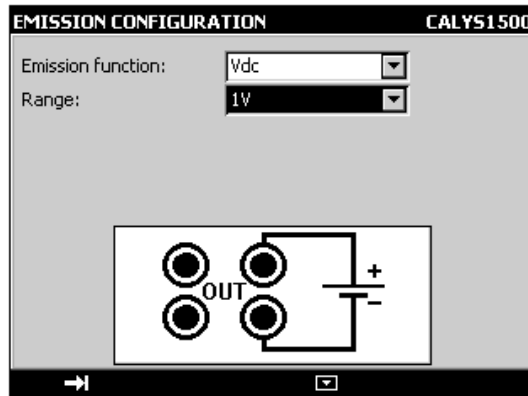 EMISSION CONFIGURATION CALYS1500
Emission function: Vdc
Range: 1V
OUT
+
-